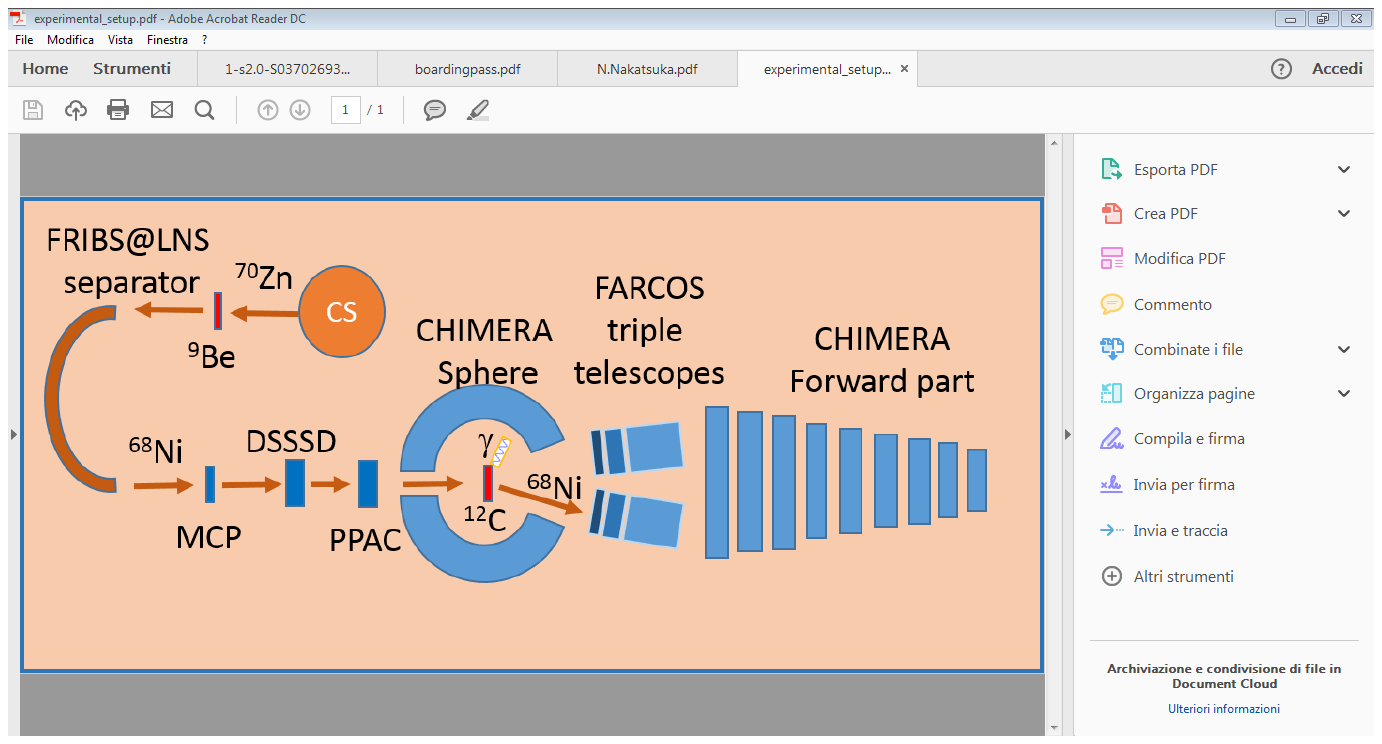 experimental_setup.pdf - Adobe Acrobat Reader DC
File Modifica Vista Finestra ?
Home Strumenti 1-s2.0-S03702693... boardingpass.pdf N.Nakatsuka.pdf experimental_setup... × ? Accedi
1 / 1
FRIBS@LNS
separator
⁷⁰Zn
CS
⁹Be
CHIMERA
Sphere
FARCOS
triple
telescopes
CHIMERA
Forward part
⁶⁸Ni
DSSSD
γ
⁶⁸Ni
¹²C
MCP
PPAC
Esporta PDF
Crea PDF
Modifica PDF
Commento
Combinate i file
Organizza pagine
Compila e firma
Invia per firma
Invia e traccia
Altri strumenti
Archiviazione e condivisione di file in
Document Cloud
Ulteriori informazioni